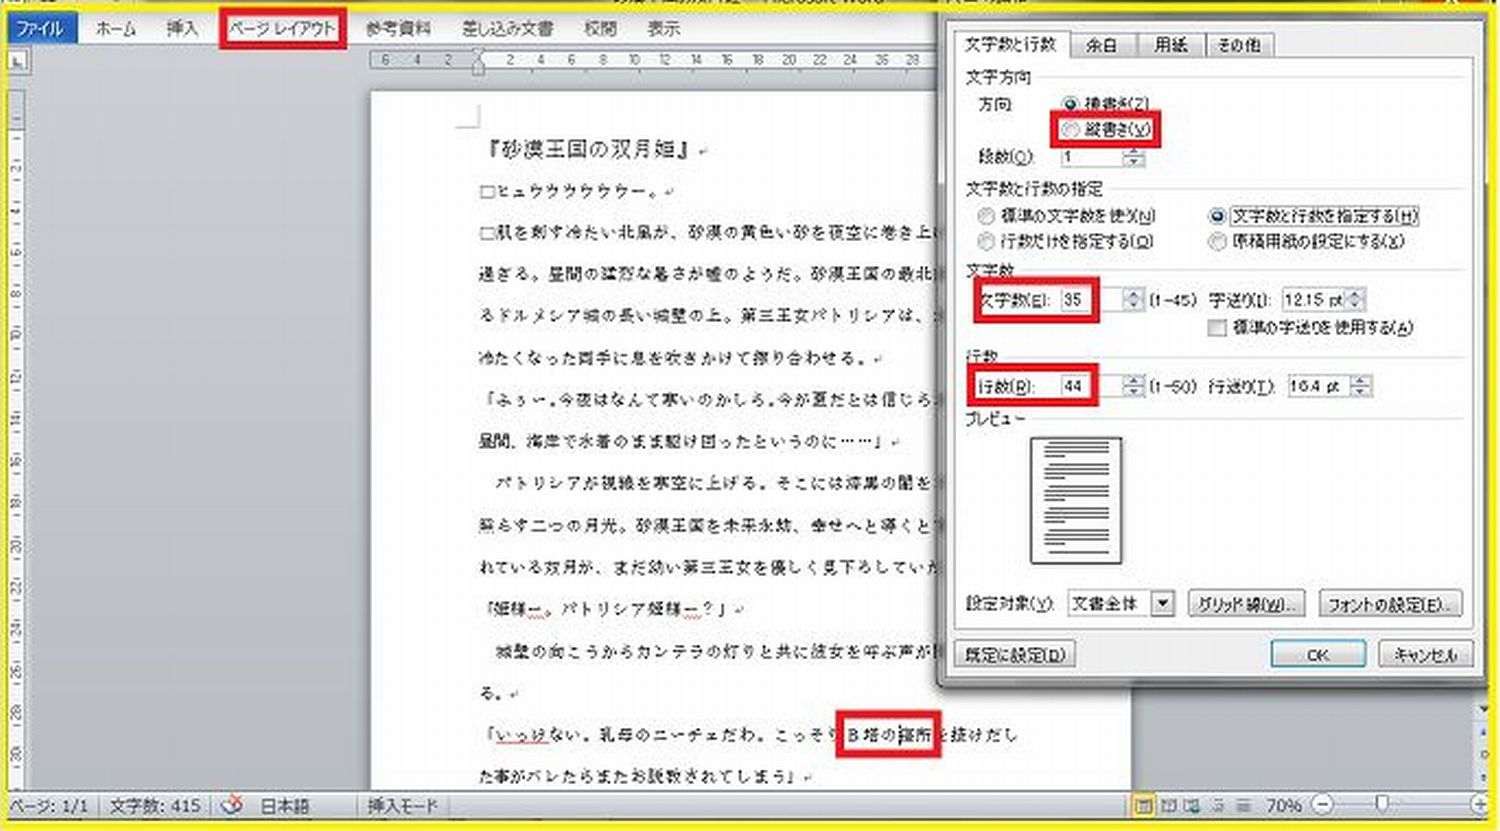 ファイル ホーム 挿入 ページ レイアウト 参考資料 差し込み文書 校閲 表示
6 4 2 2 4 6 8 10 12 14 16 18 20 22 24 26 28
『砂漠王国の双月姫』
□ヒュウウウウウウー。
□肌を刺す冷たい北風が、砂漠の黄色い砂を夜空に巻き上
過ぎる。昼間の猛烈な暑さが嘘のようだ。砂漠王国の最北
るドルメシア城の長い城壁の上。第三王女パトリシアは、
冷たくなった両手に息を吹きかけて擦り合わせる。
「ふぅー。今夜はなんて寒いのかしら。今が夏だとは信じら
昼間、海岸で水着のまま駆け回ったというのに……」
パトリシアが視線を寒空に上げる。そこには漆黒の闇を
照らす二つの月光。砂漠王国を未来永劫、幸せへと導くと
れている双月が、まだ幼い第三王女を優しく見下ろしていた
「姫様ー。パトリシア姫様ー?」
城壁の向こうからカンテラの灯りと共に彼女を呼ぶ声が
る。
「いっけない。乳母のニーチェだわ。こっそりB塔の寝所を抜けだし
た事がバレたらまたお説教されてしまう」
文字数と行数 余白 用紙 その他
文字方向
方向: 横書き(Z)
縦書き(V)
段数(C): 1
文字数と行数の指定
標準の文字数を使う(N) 文字数と行数を指定する(H)
行数だけを指定する(O) 原稿用紙の設定にする(X)
文字数
文字数(E): 35 (1-45) 字送り(I): 12.15 pt
標準の字送りを使用する(A)
行数
行数(R): 44 (1-50) 行送り(T): 16.4 pt
プレビュー
設定対象(Y): 文書全体 グリッド線(W)... フォントの設定(F)...
既定に設定(D) OK キャンセル
ページ: 1/1 文字数: 415 日本語 挿入モード 70%